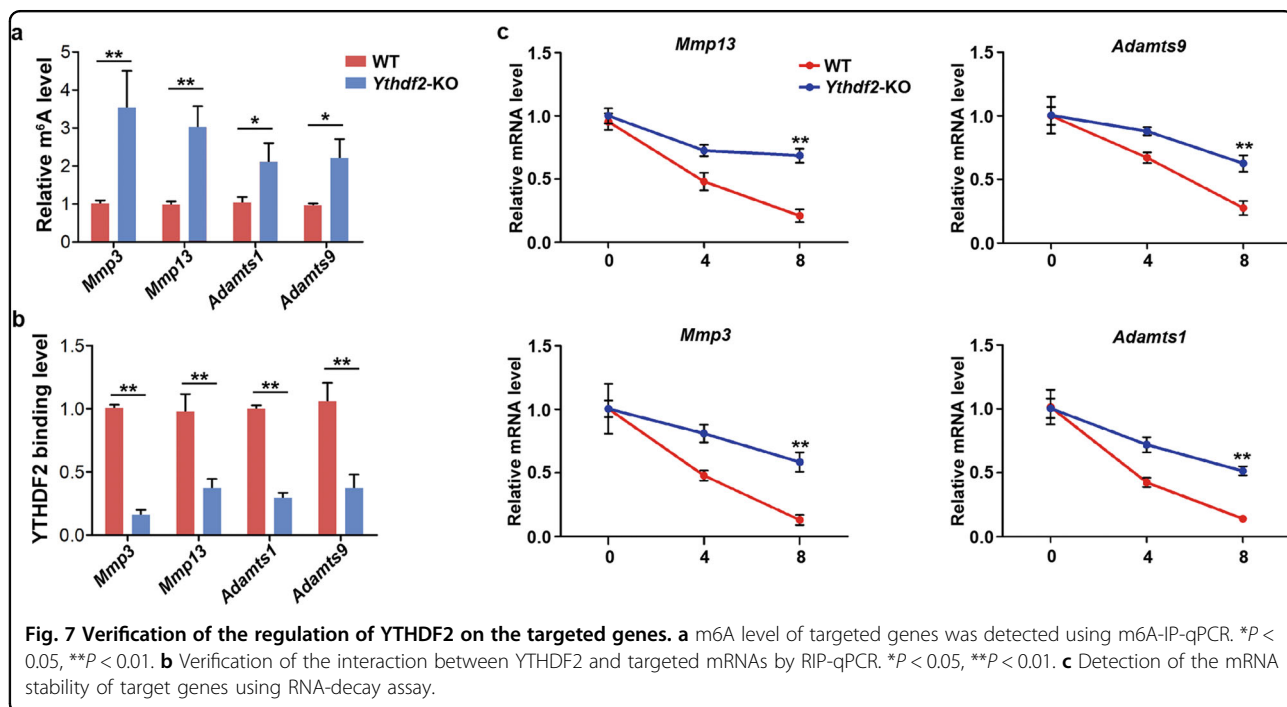 a
Relative m⁶A level
5
4
3
2
1
0
** ** * *
WT
Ythdf2-KO
Mmp3 Mmp13 Adamts1 Adamts9
b
YTHDF2 binding level
1.5
1.0
0.5
0.0
** ** ** **
Mmp3 Mmp13 Adamts1 Adamts9
c
Mmp13
Relative mRNA level
1.5
1.0
0.5
0.0
WT
Ythdf2-KO
**
0 4 8
Adamts9
Relative mRNA level
1.5
1.0
0.5
0.0
**
0 4 8
Mmp3
Relative mRNA level
1.5
1.0
0.5
0.0
**
0 4 8
Adamts1
Relative mRNA level
1.5
1.0
0.5
0.0
**
0 4 8
Fig. 7 Verification of the regulation of YTHDF2 on the targeted genes. a m6A level of targeted genes was detected using m6A-IP-qPCR. *P <
0.05, **P < 0.01. b Verification of the interaction between YTHDF2 and targeted mRNAs by RIP-qPCR. *P < 0.05, **P < 0.01. c Detection of the mRNA
stability of target genes using RNA-decay assay.